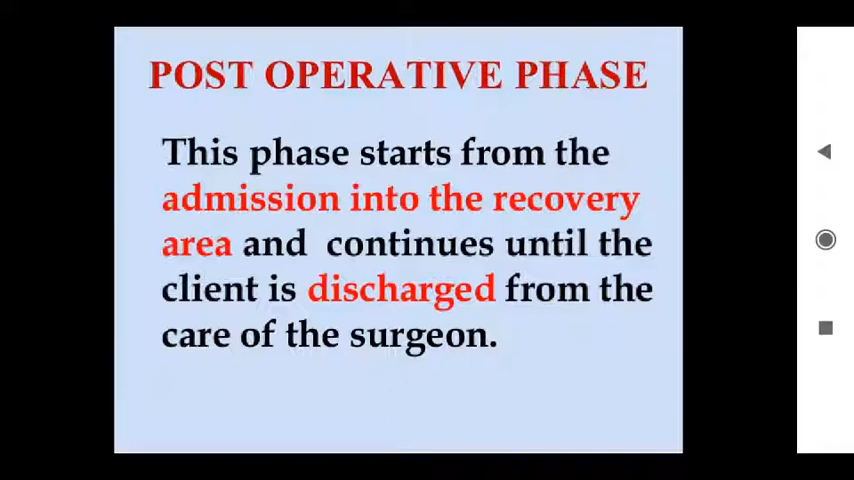 POST OPERATIVE PHASE
This phase starts from the
admission into the recovery
area and continues until the
client is discharged from the
care of the surgeon.